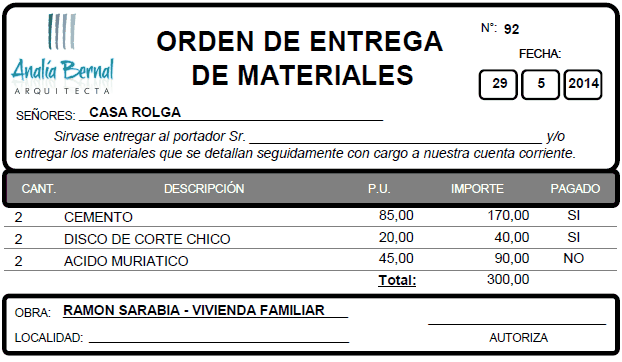 Analía Bernal
ARQUITECTA
ORDEN DE ENTREGA
DE MATERIALES
N°: 92
FECHA:
29 5 2014
SEÑORES: CASA ROLGA
Sirvase entregar al portador Sr. y/o
entregar los materiales que se detallan seguidamente con cargo a nuestra cuenta corriente.
CANT. DESCRIPCIÓN P.U. IMPORTE PAGADO
2 CEMENTO 85,00 170,00 SI
2 DISCO DE CORTE CHICO 20,00 40,00 SI
2 ACIDO MURIATICO 45,00 90,00 NO
Total: 300,00
OBRA: RAMON SARABIA - VIVIENDA FAMILIAR
LOCALIDAD: AUTORIZA